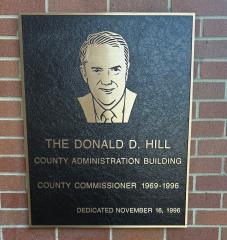 THE DONALD D. HILL
COUNTY ADMINISTRATION BUILDING
COUNTY COMMISSIONER 1969-1996
DEDICATED NOVEMBER 16, 1996